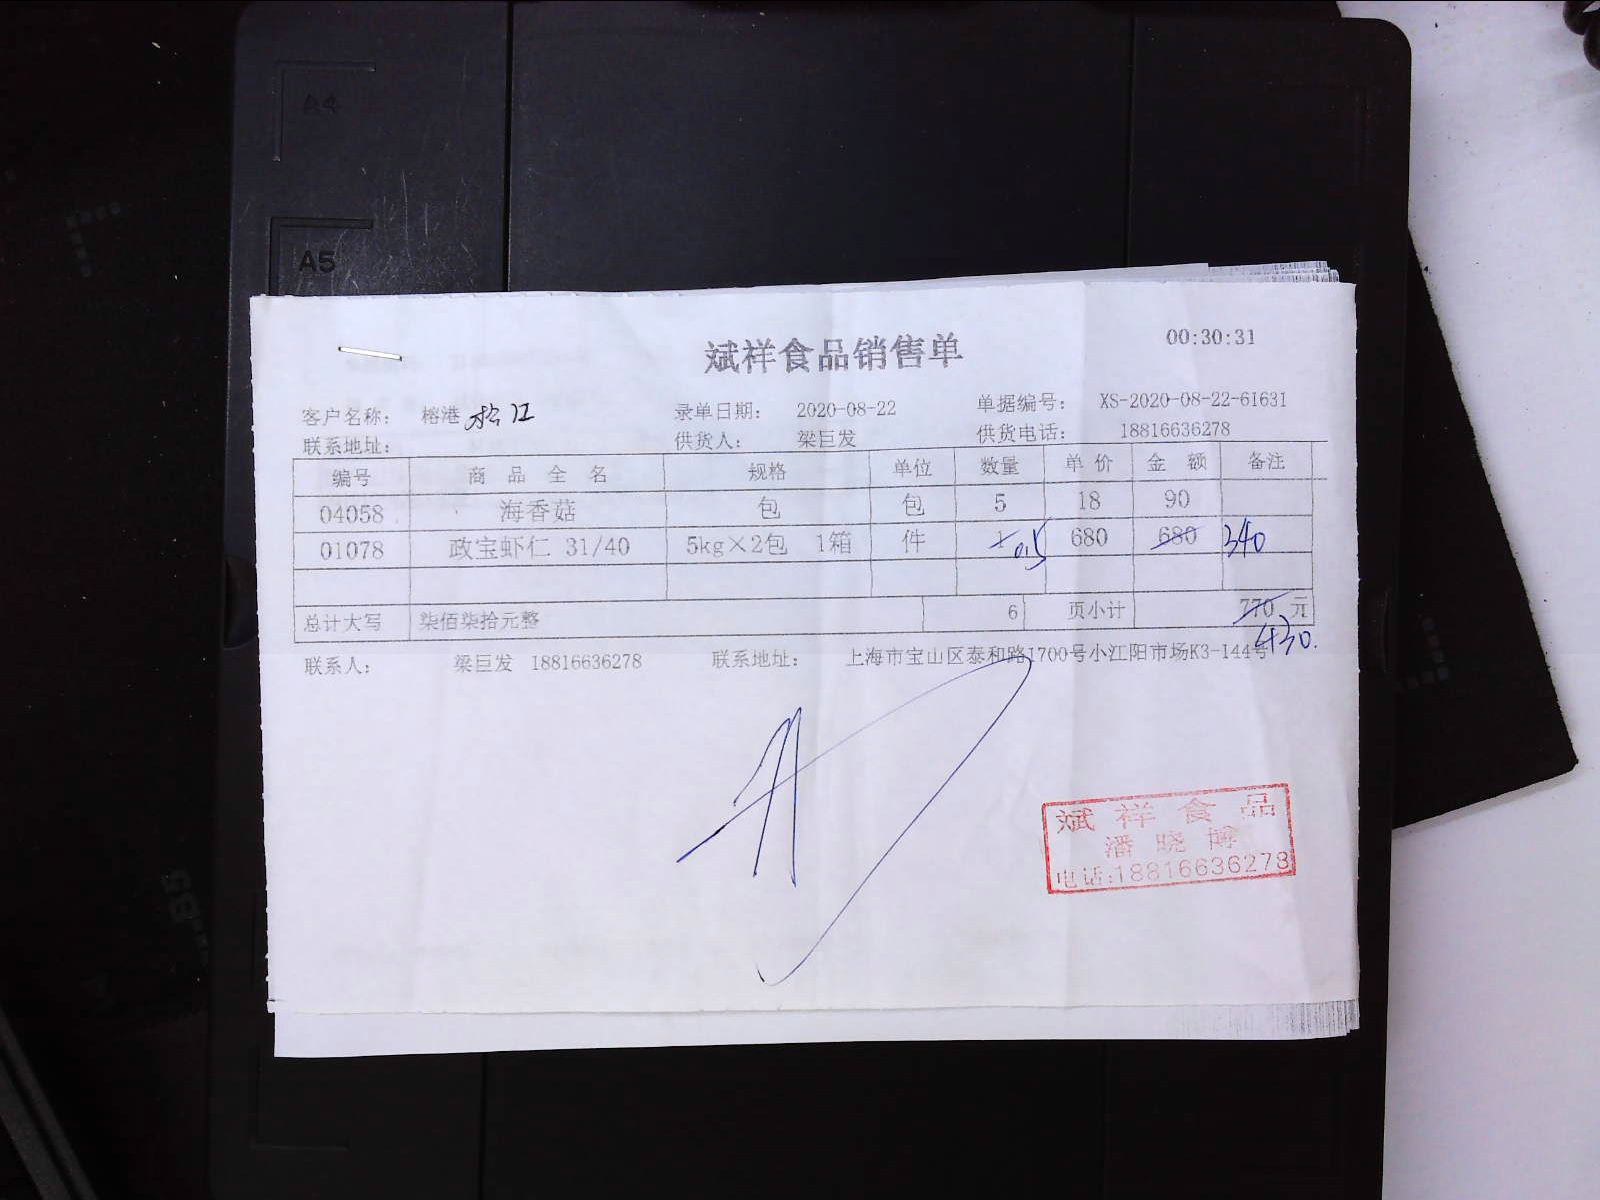 A4
A5
斌祥食品销售单
00:30:31
客户名称: 榕港 松江 录单日期: 2020-08-22 单据编号: XS-2020-08-22-61631
联系地址: 供货人: 梁巨发 供货电话: 18816636278
编号 商品全名 规格 单位 数量 单价 金额 备注
04058 海香菇 包 包 5 18 90
01078 政宝虾仁 31/40 5kg×2包 1箱 件 1 0.5 680 680 340
总计大写 柒佰柒拾元整 6 页小计 770 元
430.
联系人: 梁巨发 18816636278 联系地址: 上海市宝山区泰和路1700号小江阳市场K3-144号
斌祥食品
潘晓博
电话:18816636278